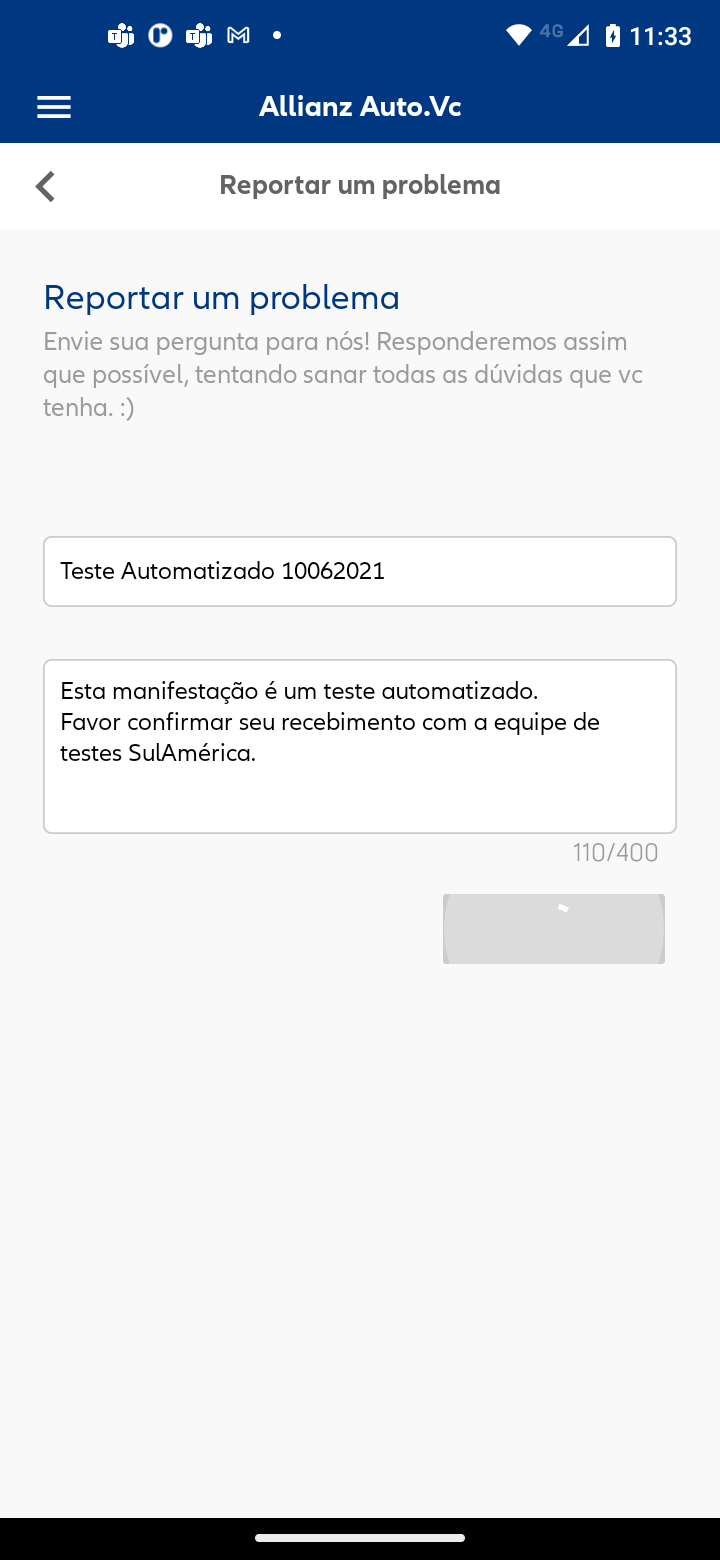 4G 11:33
Allianz Auto.Vc
Reportar um problema
Reportar um problema
Envie sua pergunta para nós! Responderemos assim
que possível, tentando sanar todas as dúvidas que vc
tenha. :)
Teste Automatizado 10062021
Esta manifestação é um teste automatizado.
Favor confirmar seu recebimento com a equipe de
testes SulAmérica.
110/400